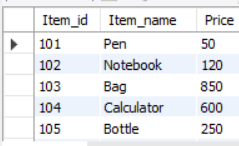 Item_id Item_name Price
101 Pen 50
102 Notebook 120
103 Bag 850
104 Calculator 600
105 Bottle 250